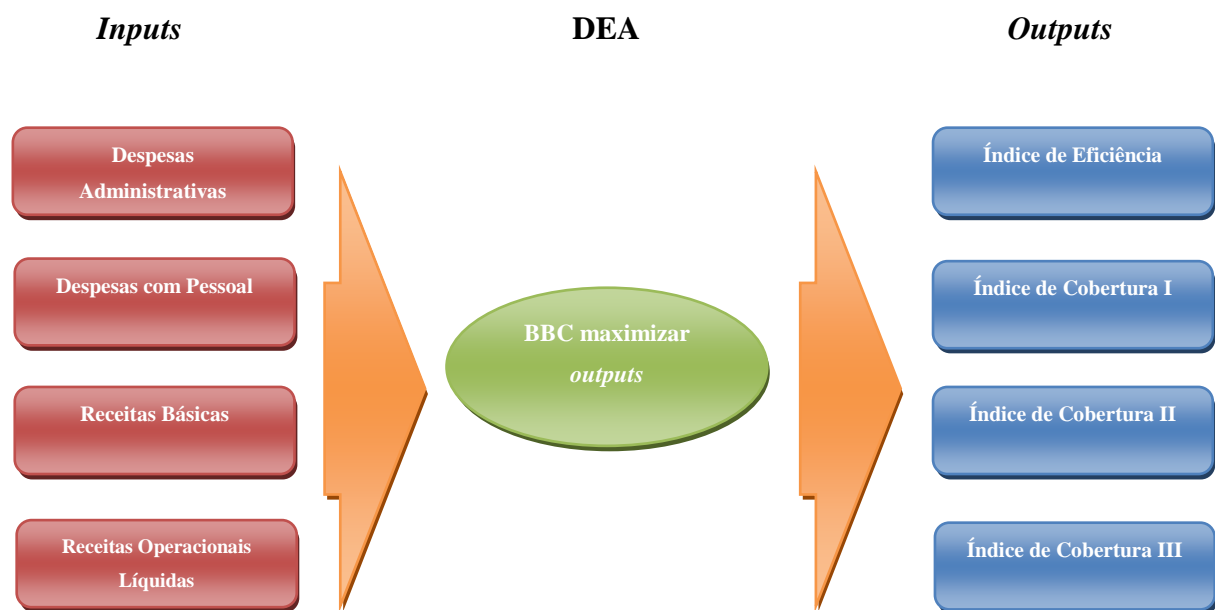 Inputs
DEA
Outputs
Despesas
Administrativas
Despesas com Pessoal
Receitas Básicas
Receitas Operacionais
Líquidas
BBC maximizar
outputs
Índice de Eficiência
Índice de Cobertura I
Índice de Cobertura II
Índice de Cobertura III